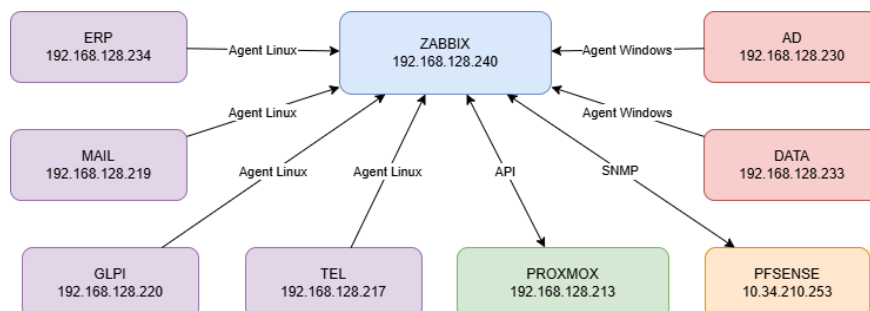 ERP
192.168.128.234
Agent Linux
ZABBIX
192.168.128.240
Agent Windows
AD
192.168.128.230
MAIL
192.168.128.219
Agent Linux
Agent Windows
DATA
192.168.128.233
Agent Linux
Agent Linux
API
SNMP
GLPI
192.168.128.220
TEL
192.168.128.217
PROXMOX
192.168.128.213
PFSENSE
10.34.210.253